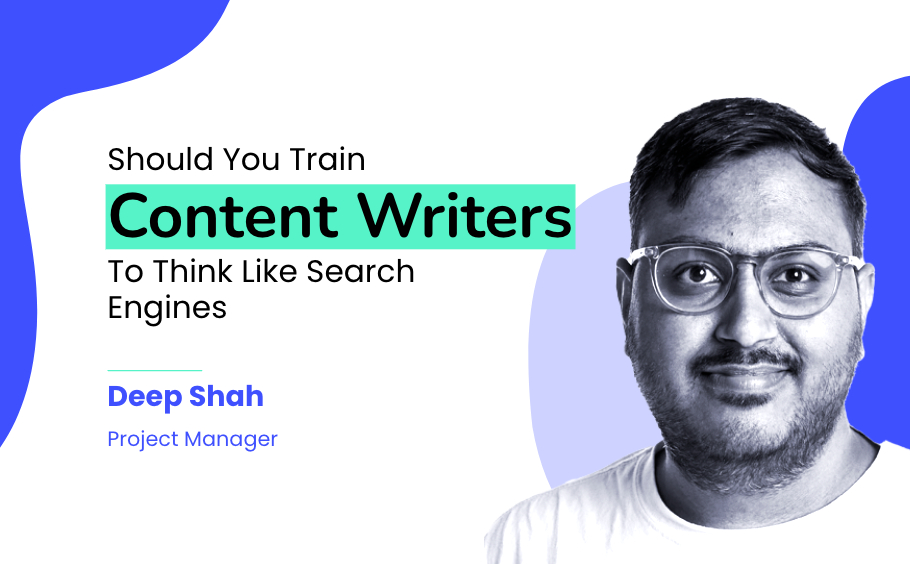 Should You Train
Content Writers
To Think Like Search
Engines
Deep Shah
Project Manager